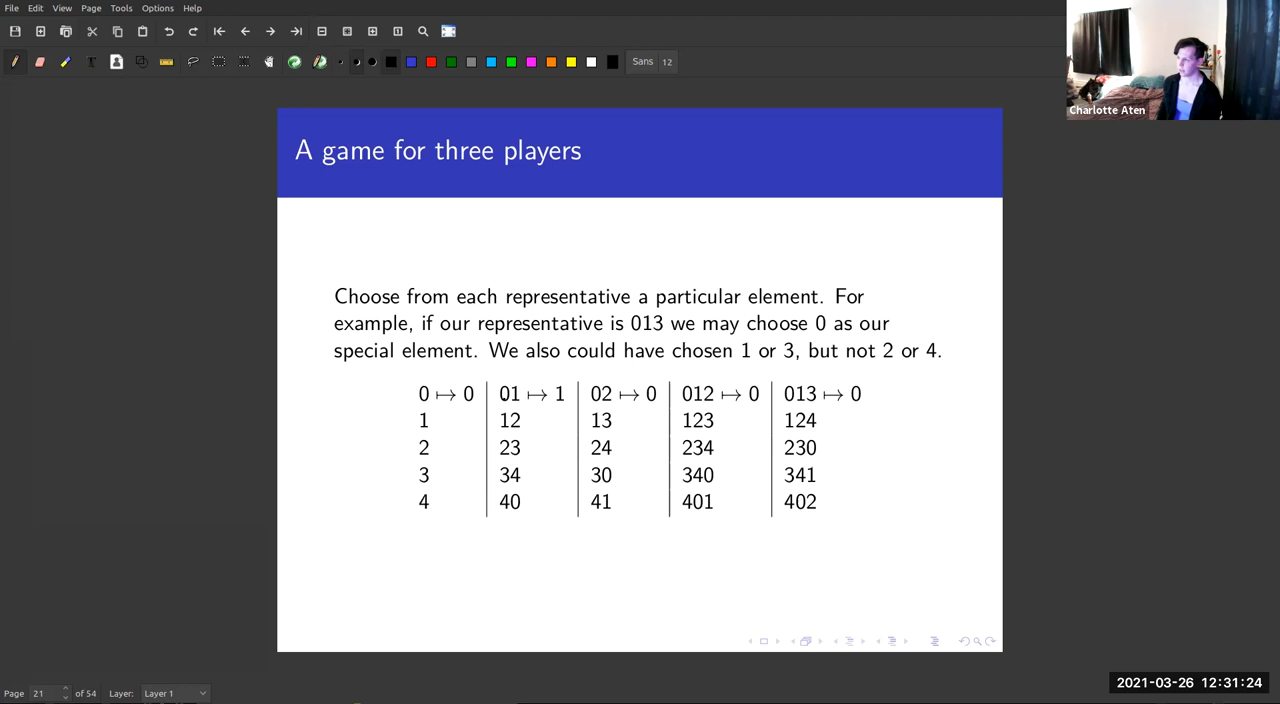 File Edit View Page Tools Options Help
Sans 12
Charlotte Aten
A game for three players
Choose from each representative a particular element. For
example, if our representative is 013 we may choose 0 as our
special element. We also could have chosen 1 or 3, but not 2 or 4.
0 ↦ 0 01 ↦ 1 02 ↦ 0 012 ↦ 0 013 ↦ 0
1 12 13 123 124
2 23 24 234 230
3 34 30 340 341
4 40 41 401 402
Page 21 of 54 Layer: Layer 1
2021-03-26 12:31:24